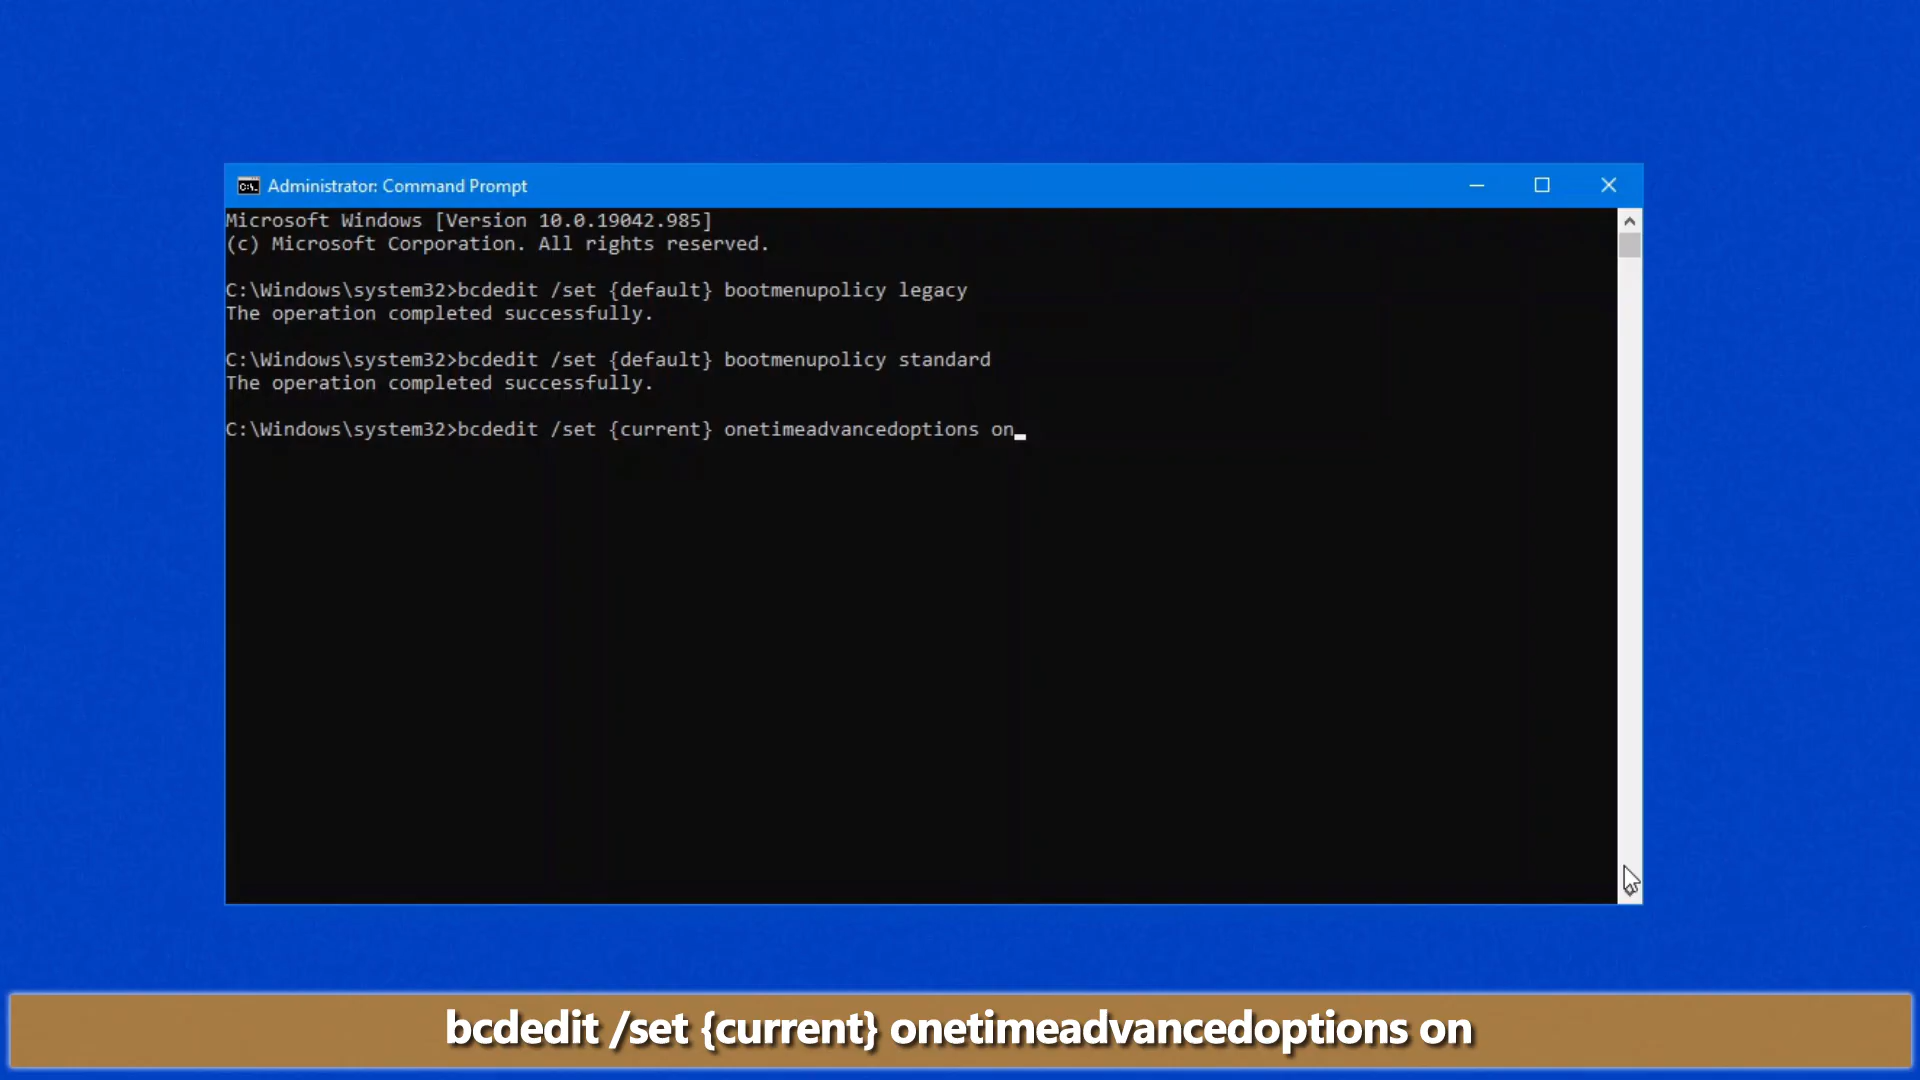 Administrator: Command Prompt
Microsoft Windows [Version 10.0.19042.985]
(c) Microsoft Corporation. All rights reserved.
C:\Windows\system32>bcdedit /set {default} bootmenupolicy legacy
The operation completed successfully.
C:\Windows\system32>bcdedit /set {default} bootmenupolicy standard
The operation completed successfully.
C:\Windows\system32>bcdedit /set {current} onetimeadvancedoptions on
bcdedit /set {current} onetimeadvancedoptions on